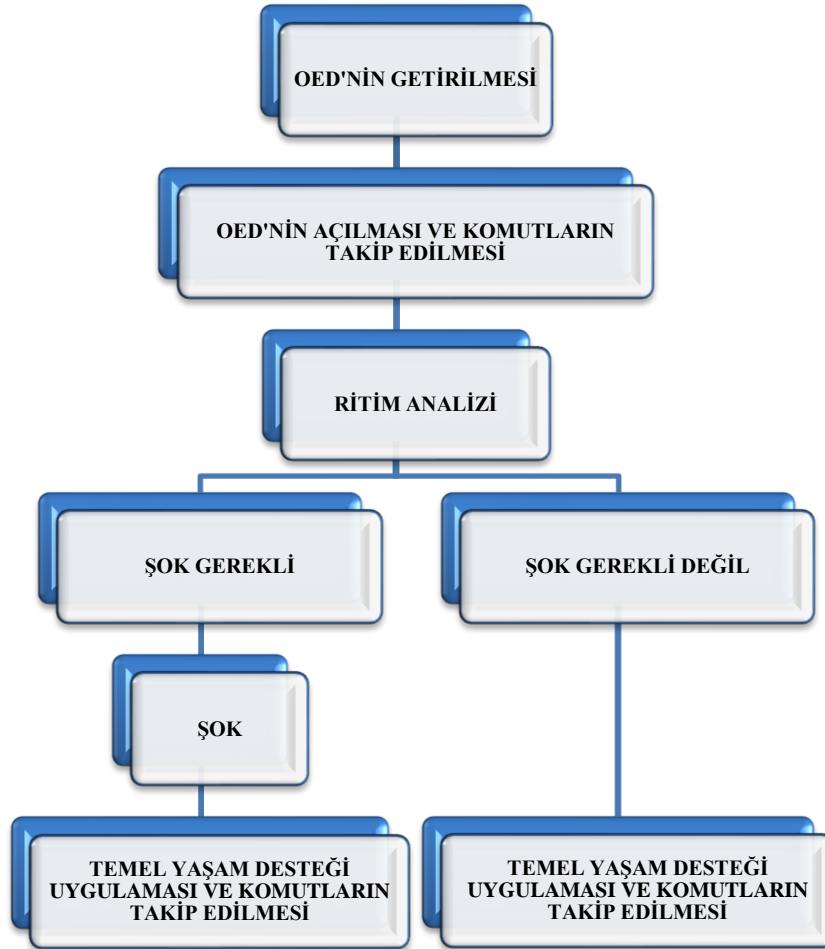 OED'NİN GETİRİLMESİ
OED'NİN AÇILMASI VE KOMUTLARIN
TAKİP EDİLMESİ
RİTİM ANALİZİ
ŞOK GEREKLİ
ŞOK GEREKLİ DEĞİL
ŞOK
TEMEL YAŞAM DESTEĞİ
UYGULAMASI VE KOMUTLARIN
TAKİP EDİLMESİ
TEMEL YAŞAM DESTEĞİ
UYGULAMASI VE KOMUTLARIN
TAKİP EDİLMESİ